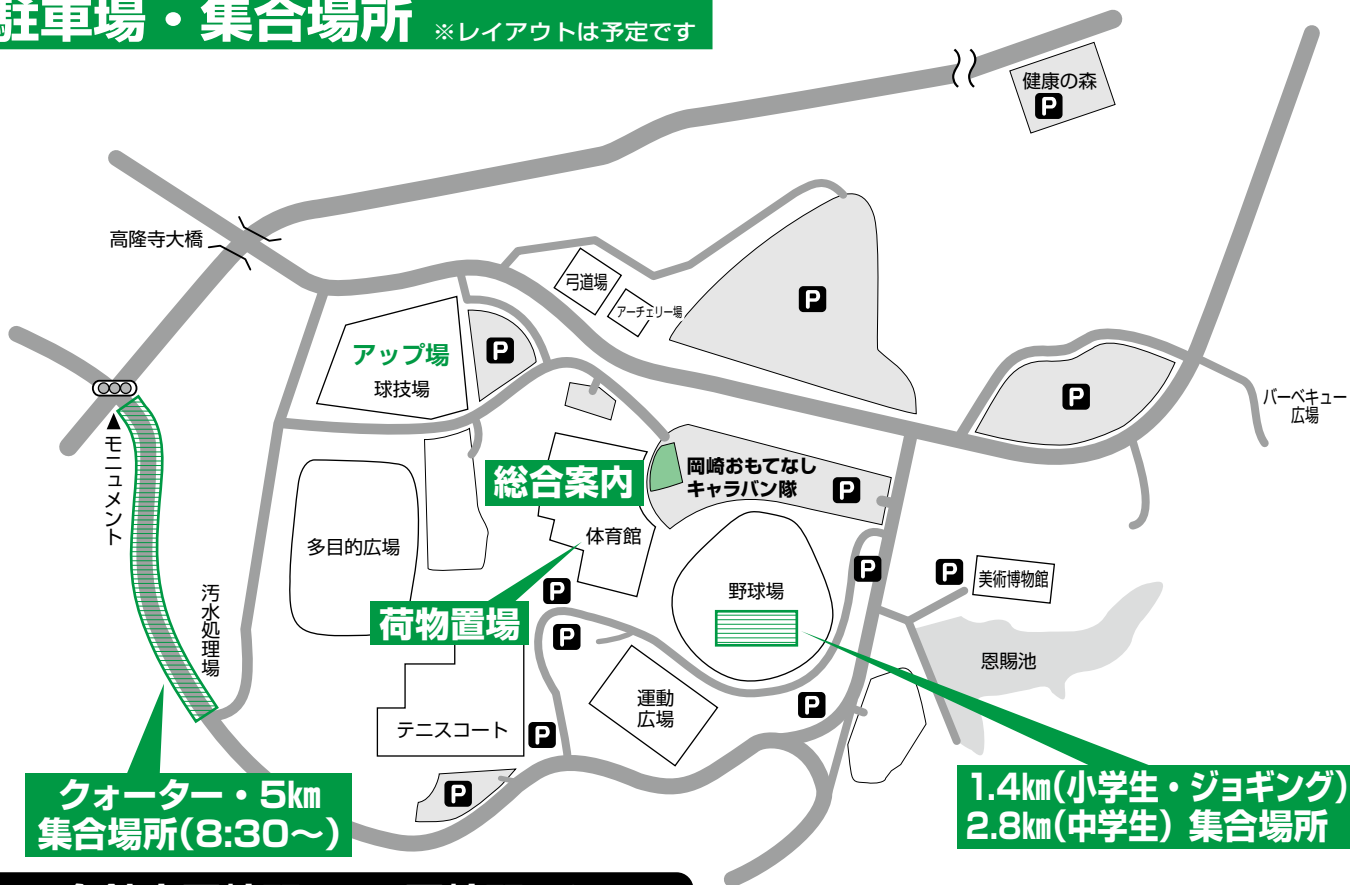 駐車場・集合場所 ※レイアウトは予定です
健康の森
P
高隆寺大橋
弓道場
アーチェリー場
P
アップ場
球技場
P
P
バーベキュー
広場
モニュメント
総合案内
岡崎おもてなし
キャラバン隊
P
多目的広場
体育館
P
P
美術博物館
汚水処理場
荷物置場
P
P
野球場
恩賜池
運動
広場
P
テニスコート
P
P
クォーター・5㎞
集合場所(8:30〜)
1.4㎞(小学生・ジョギング)
2.8㎞(中学生) 集合場所